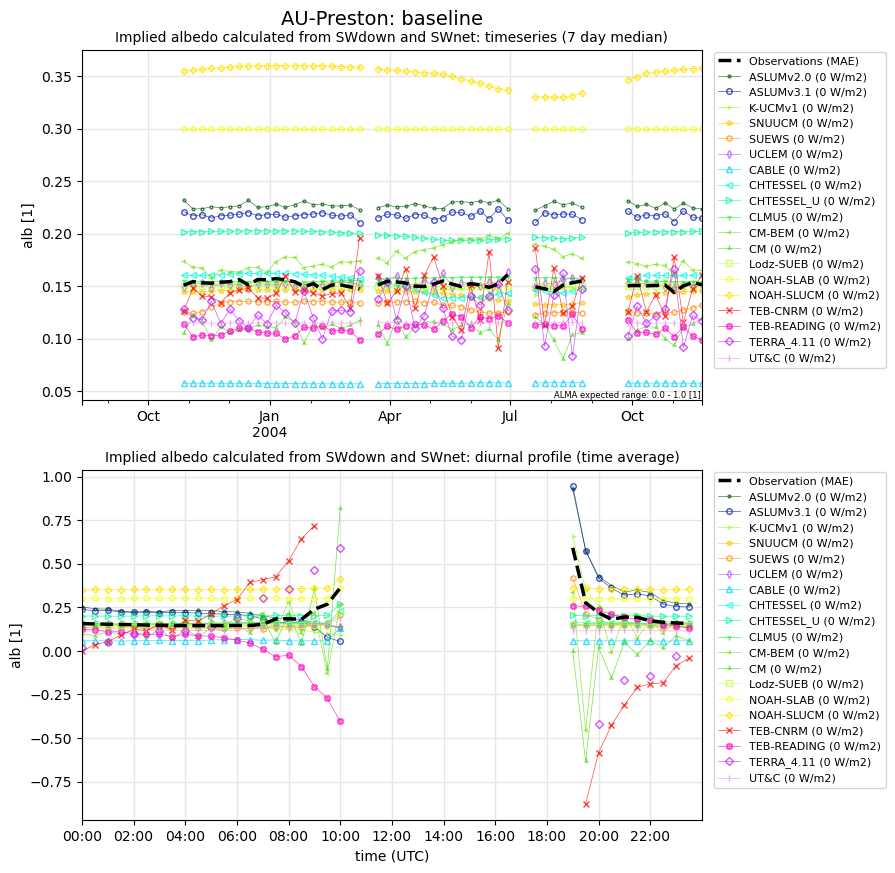 AU-Preston: baseline
Implied albedo calculated from SWdown and SWnet: timeseries (7 day median)
alb [1]
0.35
0.30
0.25
0.20
0.15
0.10
0.05
Oct
Jan
2004
Apr
Jul
Oct
ALMA expected range: 0.0 - 1.0 [1]
Observations (MAE)
ASLUMv2.0 (0 W/m2)
ASLUMv3.1 (0 W/m2)
K-UCMv1 (0 W/m2)
SNUUCM (0 W/m2)
SUEWS (0 W/m2)
UCLEM (0 W/m2)
CABLE (0 W/m2)
CHTESSEL (0 W/m2)
CHTESSEL_U (0 W/m2)
CLMU5 (0 W/m2)
CM-BEM (0 W/m2)
CM (0 W/m2)
Lodz-SUEB (0 W/m2)
NOAH-SLAB (0 W/m2)
NOAH-SLUCM (0 W/m2)
TEB-CNRM (0 W/m2)
TEB-READING (0 W/m2)
TERRA_4.11 (0 W/m2)
UT&C (0 W/m2)
Implied albedo calculated from SWdown and SWnet: diurnal profile (time average)
alb [1]
1.00
0.75
0.50
0.25
0.00
−0.25
−0.50
−0.75
00:00
02:00
04:00
06:00
08:00
10:00
12:00
14:00
16:00
18:00
20:00
22:00
time (UTC)
Observation (MAE)
ASLUMv2.0 (0 W/m2)
ASLUMv3.1 (0 W/m2)
K-UCMv1 (0 W/m2)
SNUUCM (0 W/m2)
SUEWS (0 W/m2)
UCLEM (0 W/m2)
CABLE (0 W/m2)
CHTESSEL (0 W/m2)
CHTESSEL_U (0 W/m2)
CLMU5 (0 W/m2)
CM-BEM (0 W/m2)
CM (0 W/m2)
Lodz-SUEB (0 W/m2)
NOAH-SLAB (0 W/m2)
NOAH-SLUCM (0 W/m2)
TEB-CNRM (0 W/m2)
TEB-READING (0 W/m2)
TERRA_4.11 (0 W/m2)
UT&C (0 W/m2)